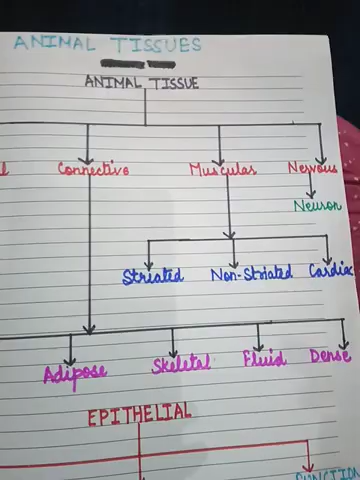 ANIMAL TISSUES
ANIMAL TISSUE
Connective Muscular Nervous
Neuron
Striated Non-Striated Cardiac
Adipose Skeletal Fluid Dense
EPITHELIAL